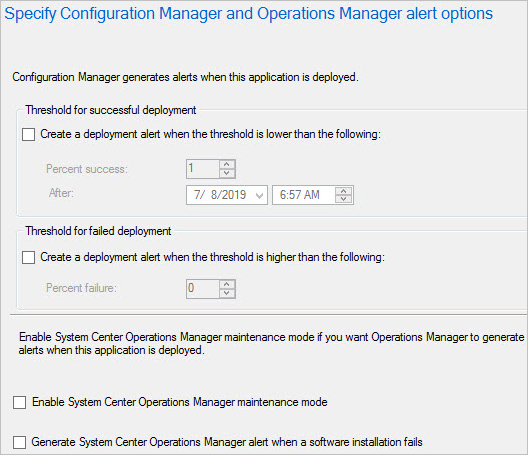 Specify Configuration Manager and Operations Manager alert options
Configuration Manager generates alerts when this application is deployed.
Threshold for successful deployment
Create a deployment alert when the threshold is lower than the following:
Percent success: 1
After: 7/ 8/2019 6:57 AM
Threshold for failed deployment
Create a deployment alert when the threshold is higher than the following:
Percent failure: 0
Enable System Center Operations Manager maintenance mode if you want Operations Manager to generate
alerts when this application is deployed.
Enable System Center Operations Manager maintenance mode
Generate System Center Operations Manager alert when a software installation fails